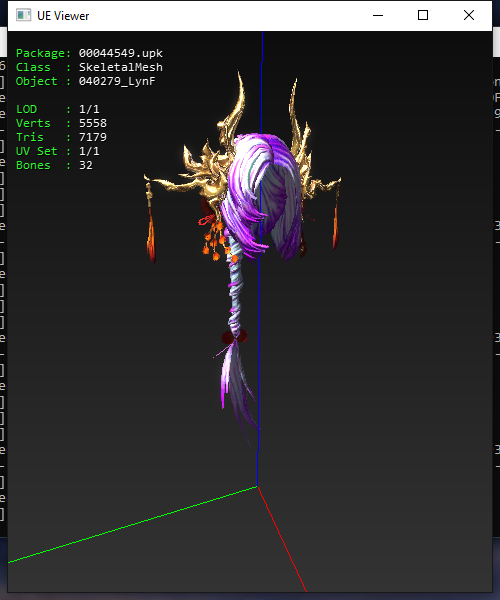 UE Viewer
Package: 00044549.upk
Class  : SkeletalMesh
Object : 040279_LynF
LOD    : 1/1
Verts  : 5558
Tris   : 7179
UV Set : 1/1
Bones  : 32